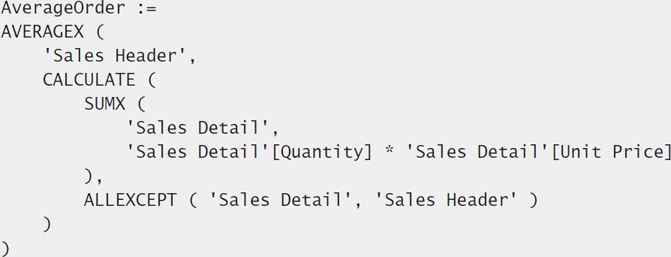 AverageOrder :=
AVERAGEX (
    'Sales Header',
    CALCULATE (
        SUMX (
            'Sales Detail',
            'Sales Detail'[Quantity] * 'Sales Detail'[Unit Price]
        ),
        ALLEXCEPT ( 'Sales Detail', 'Sales Header' )
    )
)